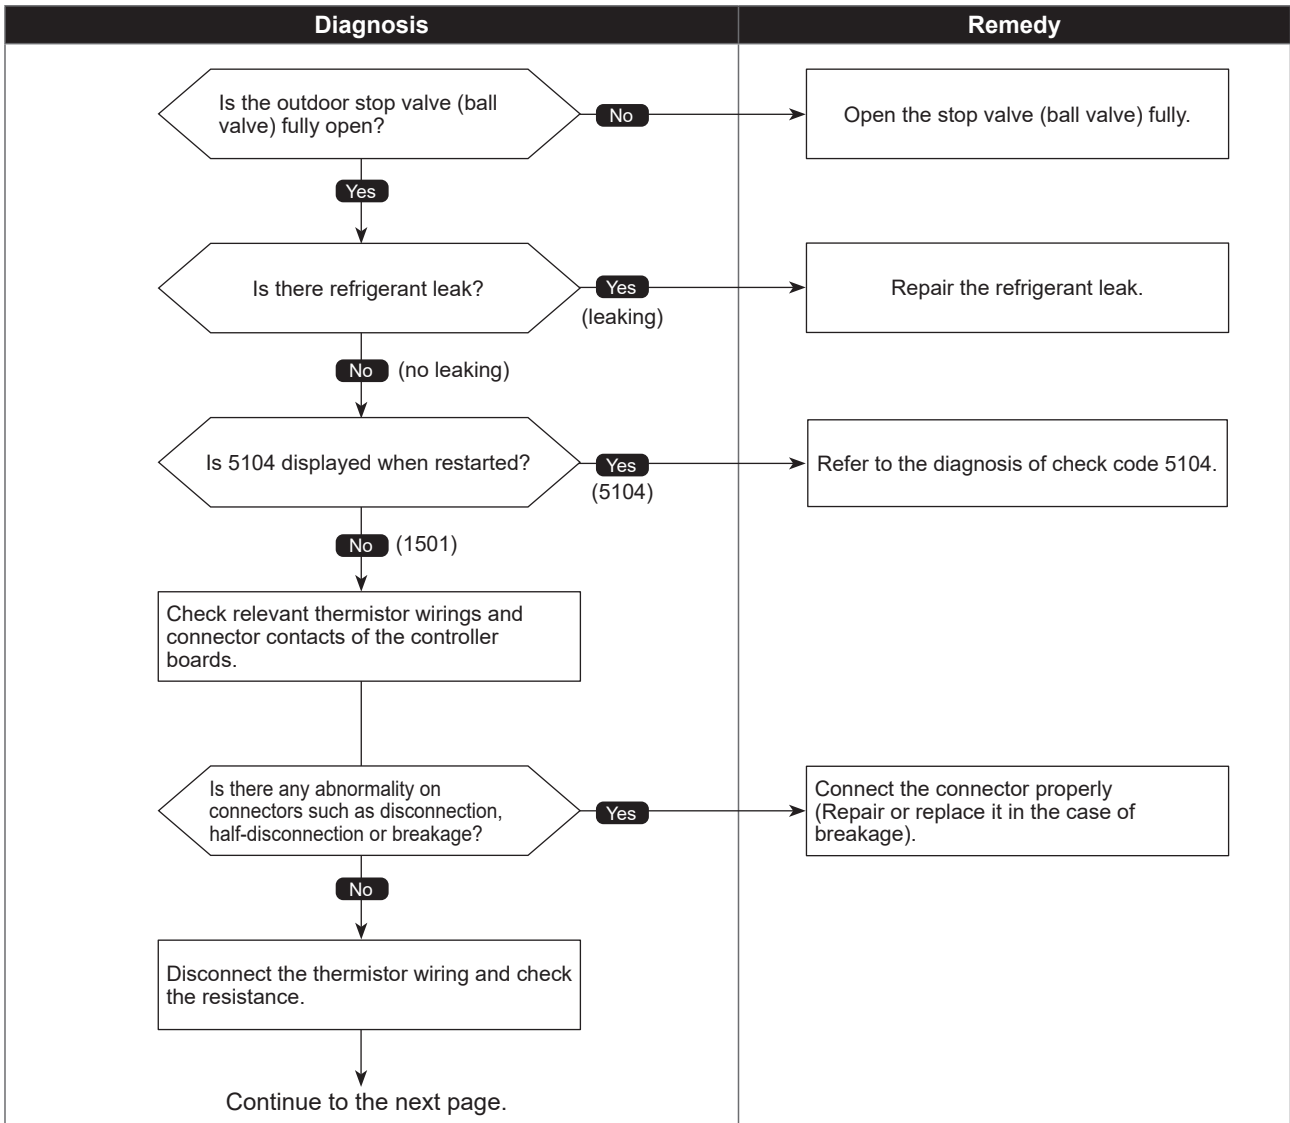 Diagnosis
Remedy
Is the outdoor stop valve (ball
valve) fully open?
No
Open the stop valve (ball valve) fully.
Yes
Is there refrigerant leak?
Yes
(leaking)
Repair the refrigerant leak.
No (no leaking)
Is 5104 displayed when restarted?
Yes
(5104)
Refer to the diagnosis of check code 5104.
No (1501)
Check relevant thermistor wirings and
connector contacts of the controller
boards.
Is there any abnormality on
connectors such as disconnection,
half-disconnection or breakage?
Yes
Connect the connector properly
(Repair or replace it in the case of
breakage).
No
Disconnect the thermistor wiring and check
the resistance.
Continue to the next page.